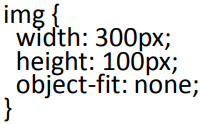 img {
  width: 300px;
  height: 100px;
  object-fit: none;
}